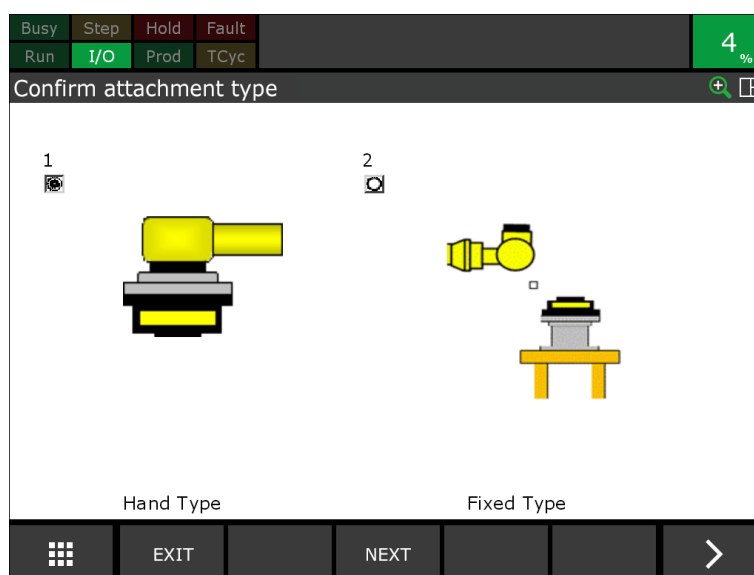 Busy Step Hold Fault
Run I/O Prod TCyc
4 %
Confirm attachment type
1 2
Hand Type Fixed Type
EXIT NEXT